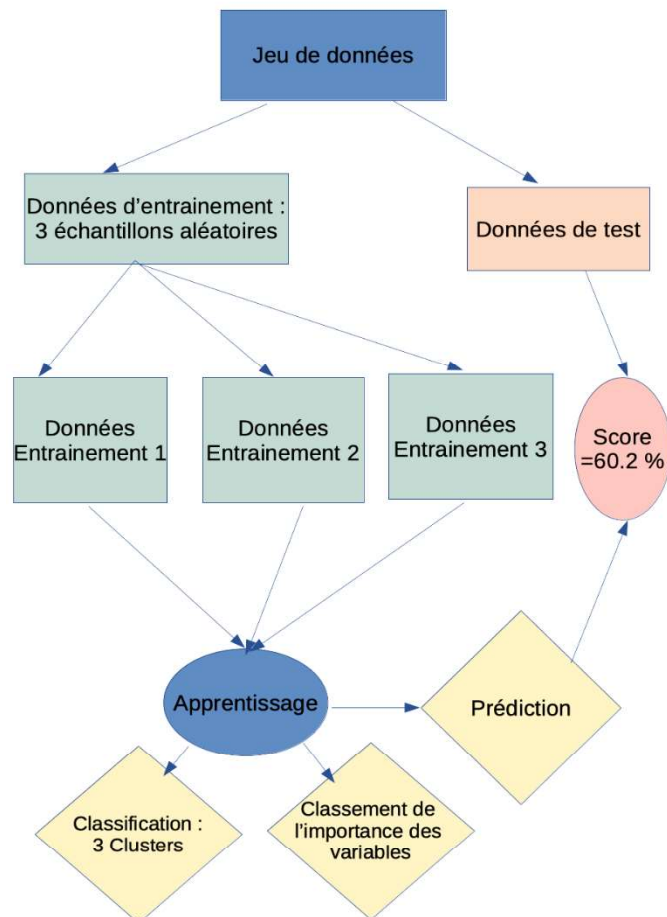 Jeu de données
Données d'entrainement :
3 échantillons aléatoires
Données de test
Données
Entrainement 1
Données
Entrainement 2
Données
Entrainement 3
Score
=60.2 %
Apprentissage
Prédiction
Classification :
3 Clusters
Classement de
l'importance des
variables